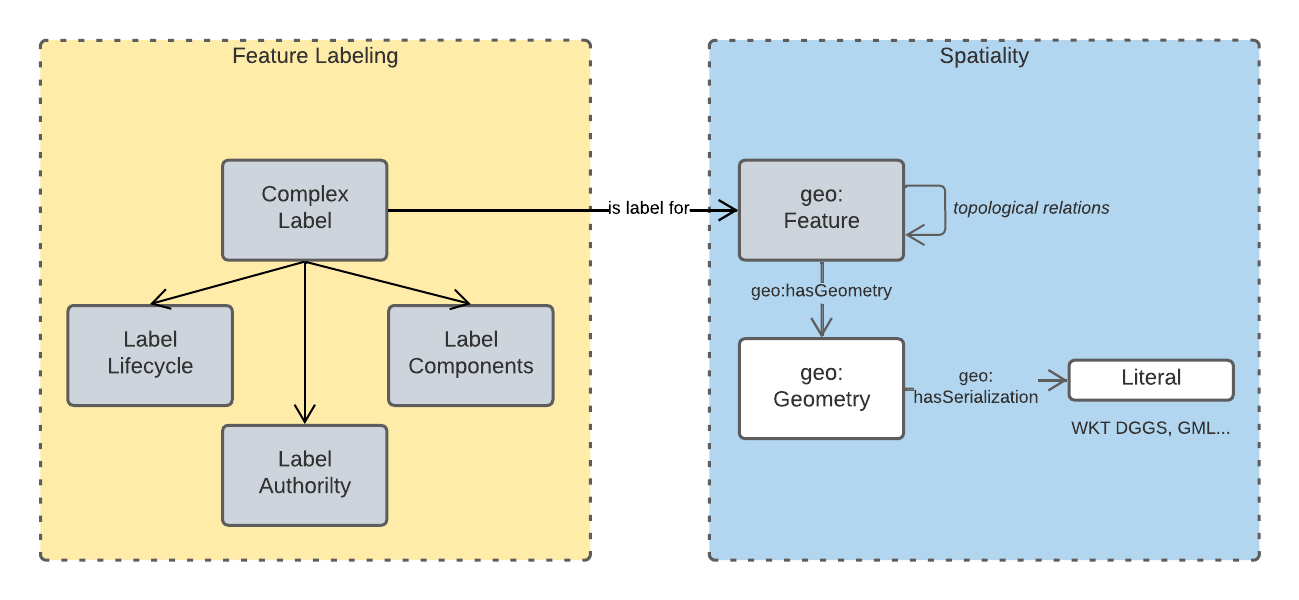 Feature Labeling
Complex
Label
Label
Lifecycle
Label
Components
Label
Authorilty
is label for
Spatiality
geo:
Feature
topological relations
geo:hasGeometry
geo:
Geometry
geo:
hasSerialization
Literal
WKT DGGS, GML...